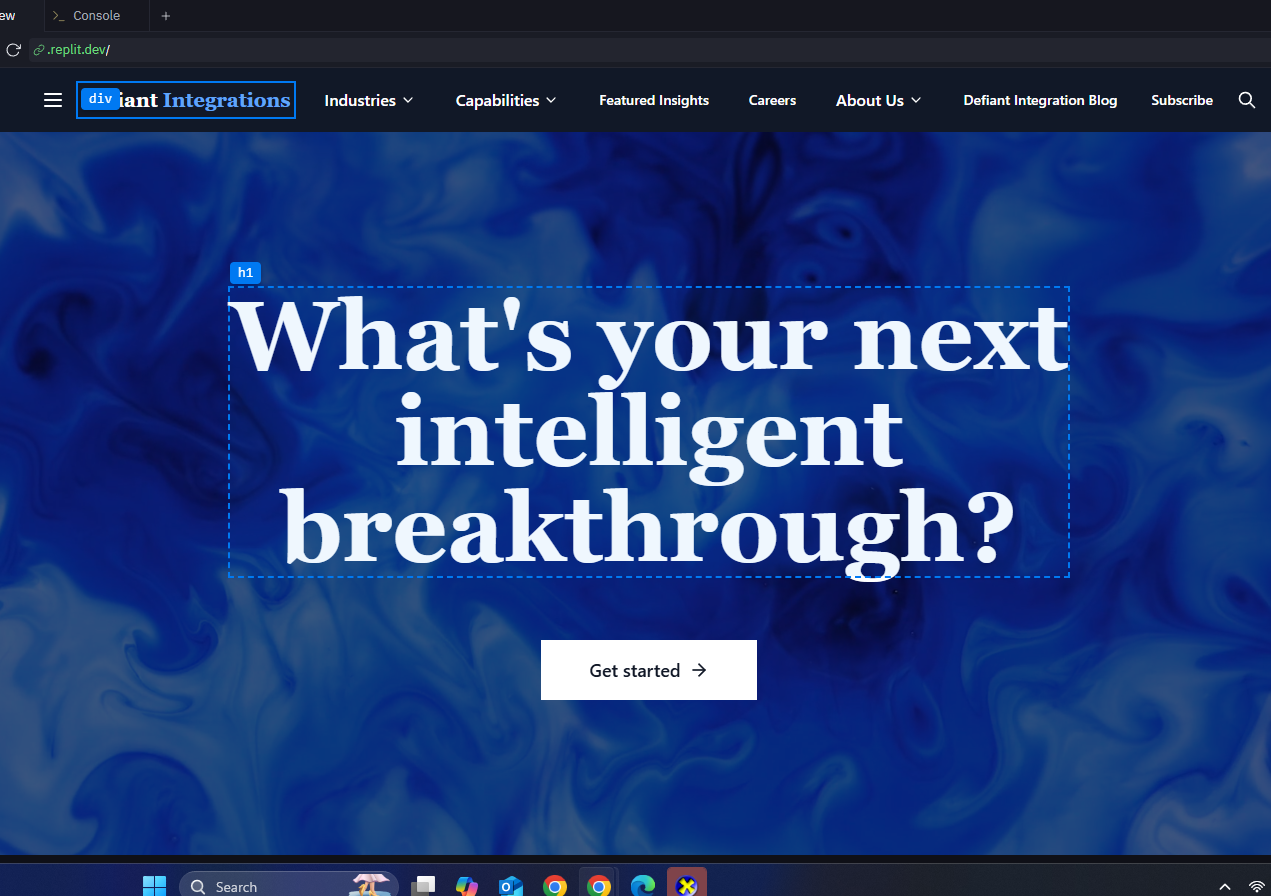 ew
Console
.replit.dev/
div
iant Integrations
Industries
Capabilities
Featured Insights
Careers
About Us
Defiant Integration Blog
Subscribe
h1
What's your next
intelligent
breakthrough?
Get started
Search